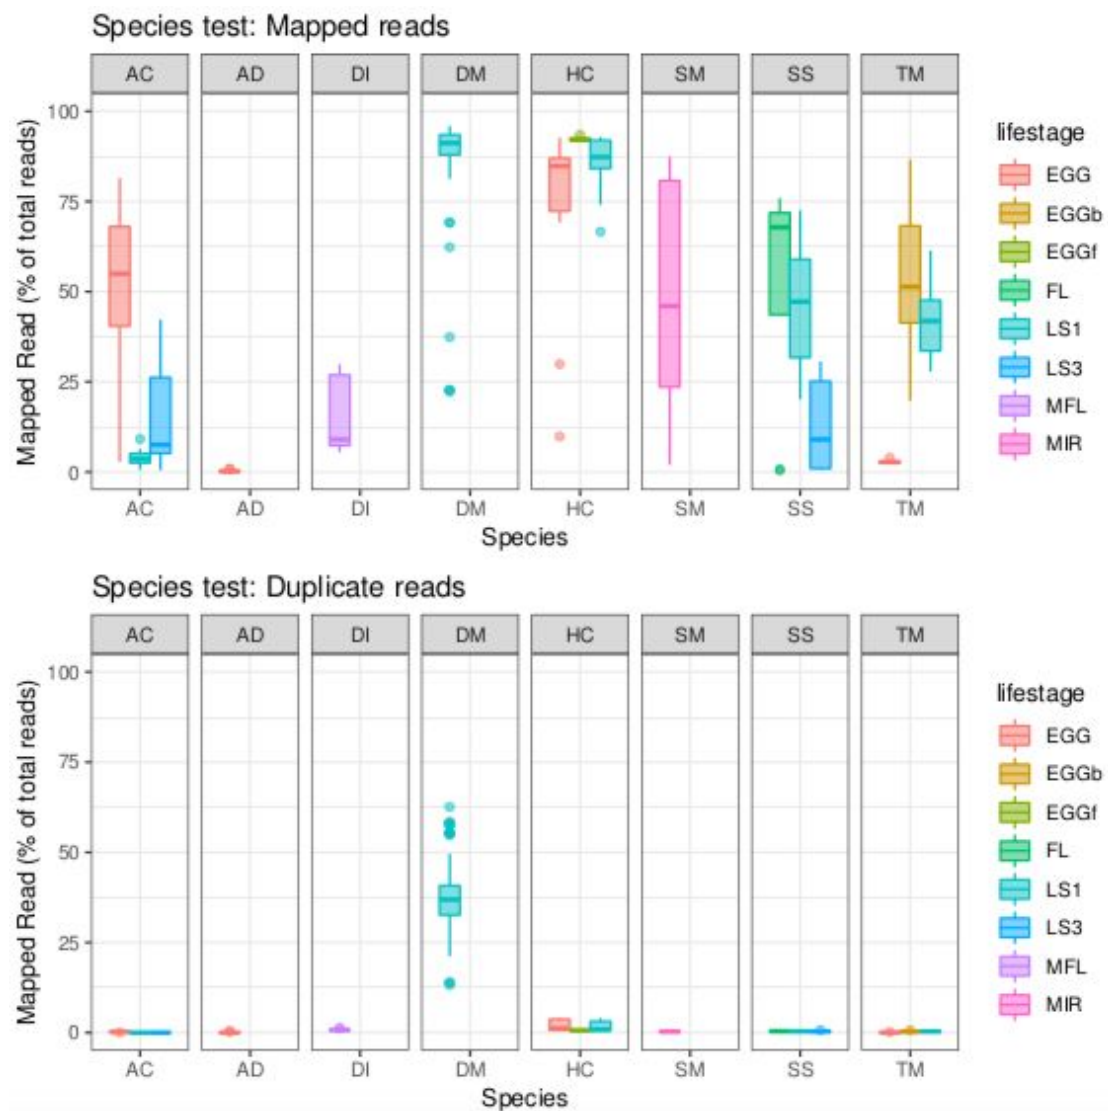 Species test: Mapped reads
AC AD DI DM HC SM SS TM
Mapped Read (% of total reads)
100
75
50
25
0
AC AD DI DM HC SM SS TM
Species
lifestage
EGG
EGGb
EGGf
FL
LS1
LS3
MFL
MIR
Species test: Duplicate reads
AC AD DI DM HC SM SS TM
Mapped Read (% of total reads)
100
75
50
25
0
AC AD DI DM HC SM SS TM
Species
lifestage
EGG
EGGb
EGGf
FL
LS1
LS3
MFL
MIR